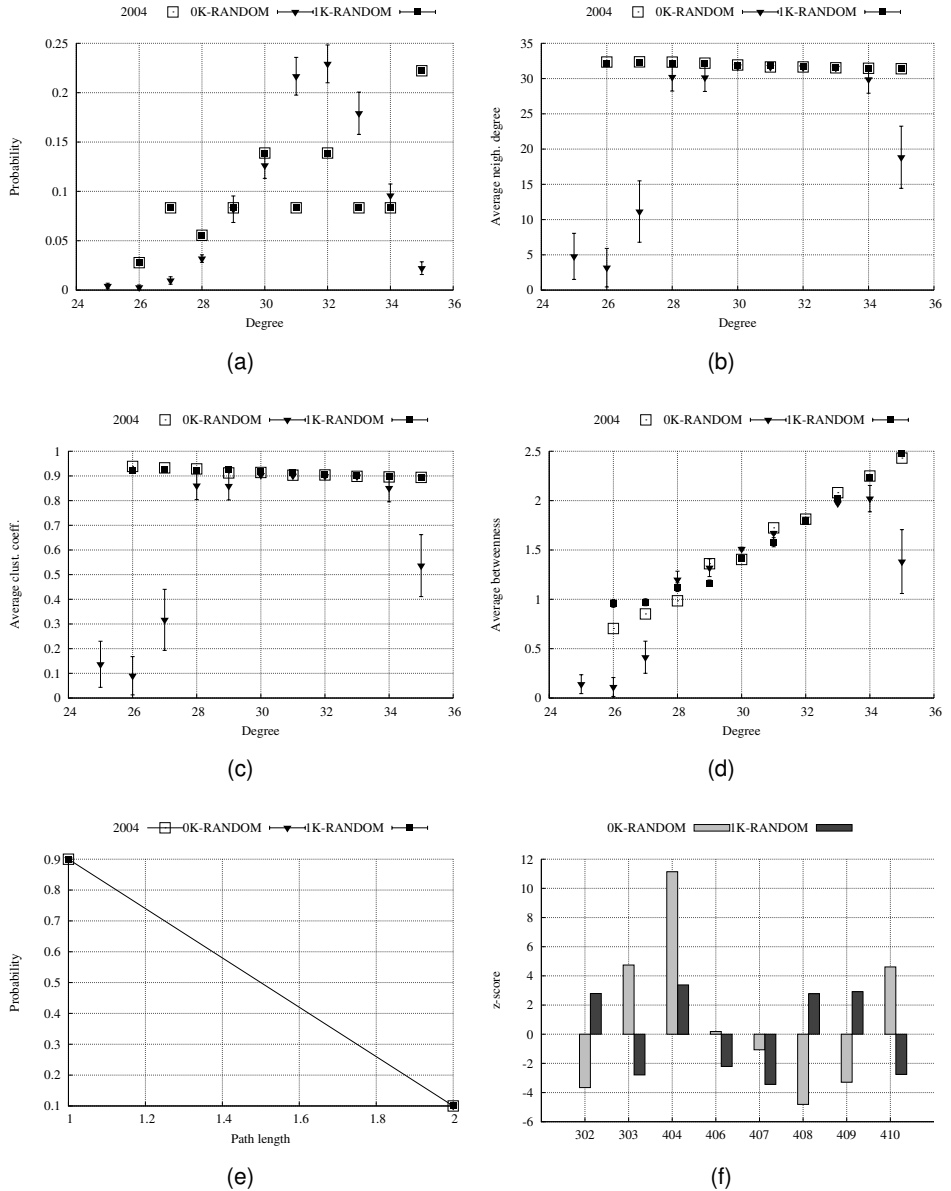 2004 0K-RANDOM 1K-RANDOM
0.25
0.2
0.15
0.1
0.05
0
24 26 28 30 32 34 36
Probability
Degree
(a)
2004 0K-RANDOM 1K-RANDOM
35
30
25
20
15
10
5
0
24 26 28 30 32 34 36
Average neigh. degree
Degree
(b)
2004 0K-RANDOM 1K-RANDOM
1
0.9
0.8
0.7
0.6
0.5
0.4
0.3
0.2
0.1
0
24 26 28 30 32 34 36
Average clust. coeff.
Degree
(c)
2004 0K-RANDOM 1K-RANDOM
2.5
2
1.5
1
0.5
0
24 26 28 30 32 34 36
Average betweenness
Degree
(d)
2004 0K-RANDOM 1K-RANDOM
0.9
0.8
0.7
0.6
0.5
0.4
0.3
0.2
0.1
1 1.2 1.4 1.6 1.8 2
Probability
Path length
(e)
0K-RANDOM 1K-RANDOM
12
10
8
6
4
2
0
-2
-4
-6
302 303 404 406 407 408 409 410
z-score
(f)